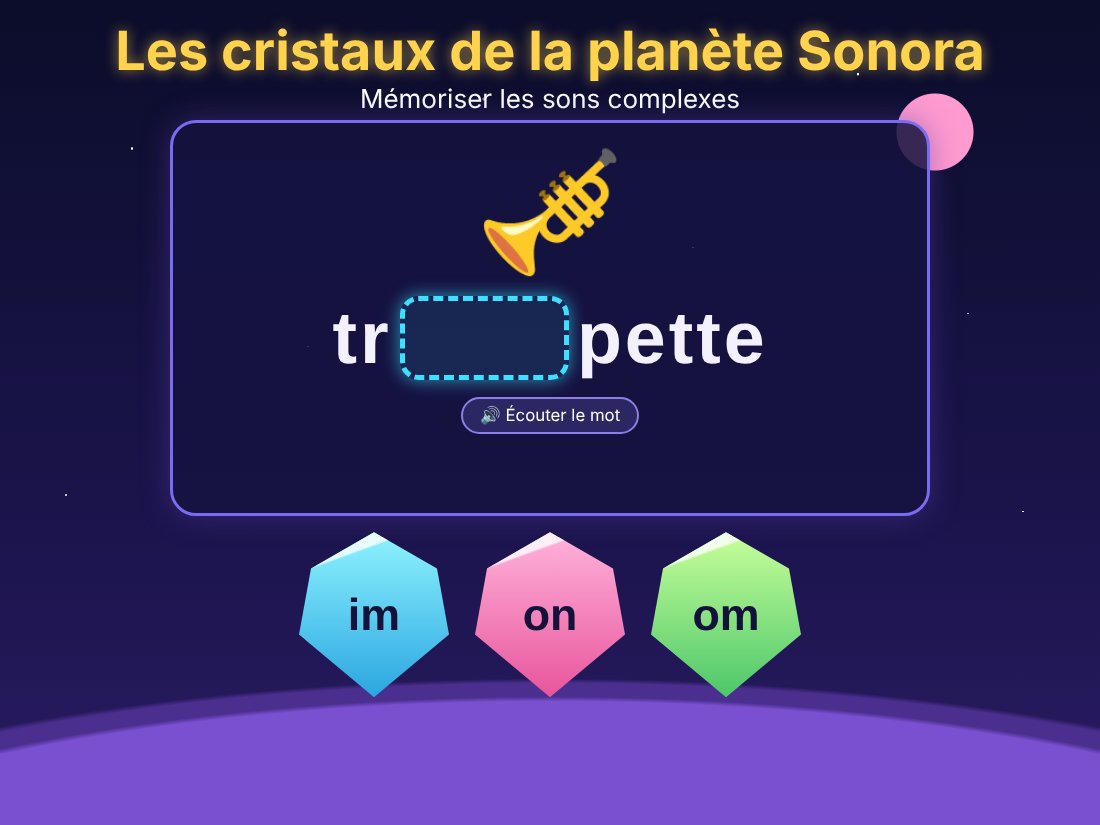 Les cristaux de la planète Sonora
Mémoriser les sons complexes
tr pette
🔊 Écouter le mot
im on om